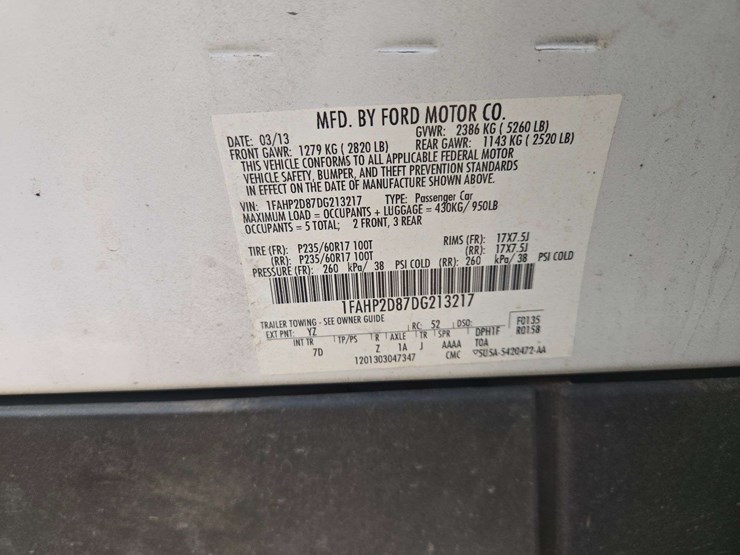 MFD. BY FORD MOTOR CO.
DATE: 03/13 GVWR: 2386 KG ( 5260 LB)
FRONT GAWR: 1279 KG ( 2820 LB) REAR GAWR: 1143 KG ( 2520 LB)
THIS VEHICLE CONFORMS TO ALL APPLICABLE FEDERAL MOTOR
VEHICLE SAFETY, BUMPER, AND THEFT PREVENTION STANDARDS
IN EFFECT ON THE DATE OF MANUFACTURE SHOWN ABOVE.
VIN: 1FAHP2D87DG213217 TYPE: Passenger Car
MAXIMUM LOAD = OCCUPANTS + LUGGAGE = 430KG/ 950LB
OCCUPANTS = 5 TOTAL; 2 FRONT, 3 REAR
TIRE (FR): P235/60R17 100T RIMS (FR): 17X7.5J
(RR): P235/60R17 100T (RR): 17X7.5J
PRESSURE (FR): 260 kPa/ 38 PSI COLD (RR): 260 kPa/ 38 PSI COLD
1FAHP2D87DG213217
TRAILER TOWING - SEE OWNER GUIDE
EXT PNT: YZ RC: 52 DSO: F0135
R0158
INT TR TP/PS R AXLE TR SPR DPH1F
7D Z 1A J AAAA TOA
1201303047347 CMC 5U5A-5420472-AA